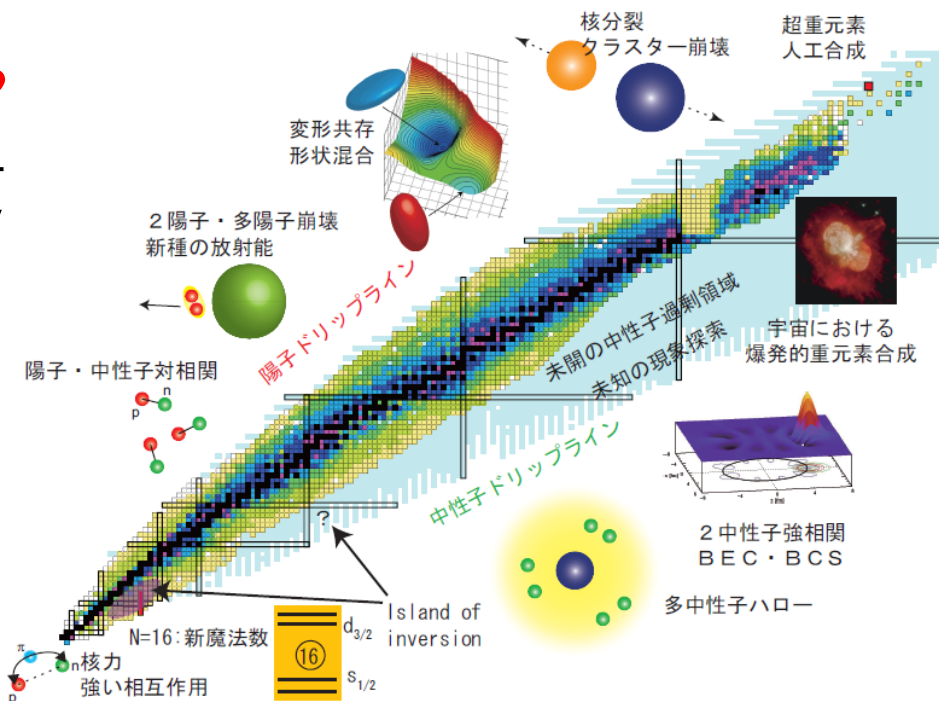 核分裂
クラスター崩壊
超重元素
人工合成
変形共存
形状混合
2陽子・多陽子崩壊
新種の放射能
陽子ドリップライン
未開の中性子過剰領域
未知の現象探索
宇宙における
爆発的重元素合成
陽子・中性子対相関
n
p
中性子ドリップライン
?
2中性子強相関
BEC・BCS
多中性子ハロー
Island of
inversion
N=16:新魔法数
d3/2
16
s1/2
π
n
p
核力
強い相互作用